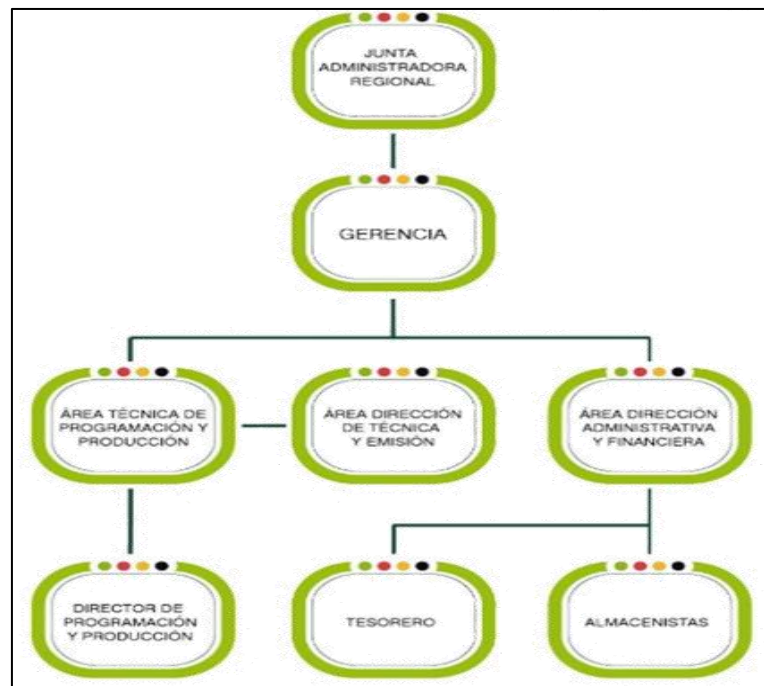 JUNTA
ADMINISTRADORA
REGIONAL
GERENCIA
ÁREA TÉCNICA DE
PROGRAMACIÓN Y
PRODUCCIÓN
ÁREA DIRECCIÓN
DE TÉCNICA
Y EMISIÓN
ÁREA DIRECCIÓN
ADMINISTRATIVA
Y FINANCIERA
DIRECTOR DE
PROGRAMACIÓN
Y PRODUCCIÓN
TESORERO
ALMACENISTAS